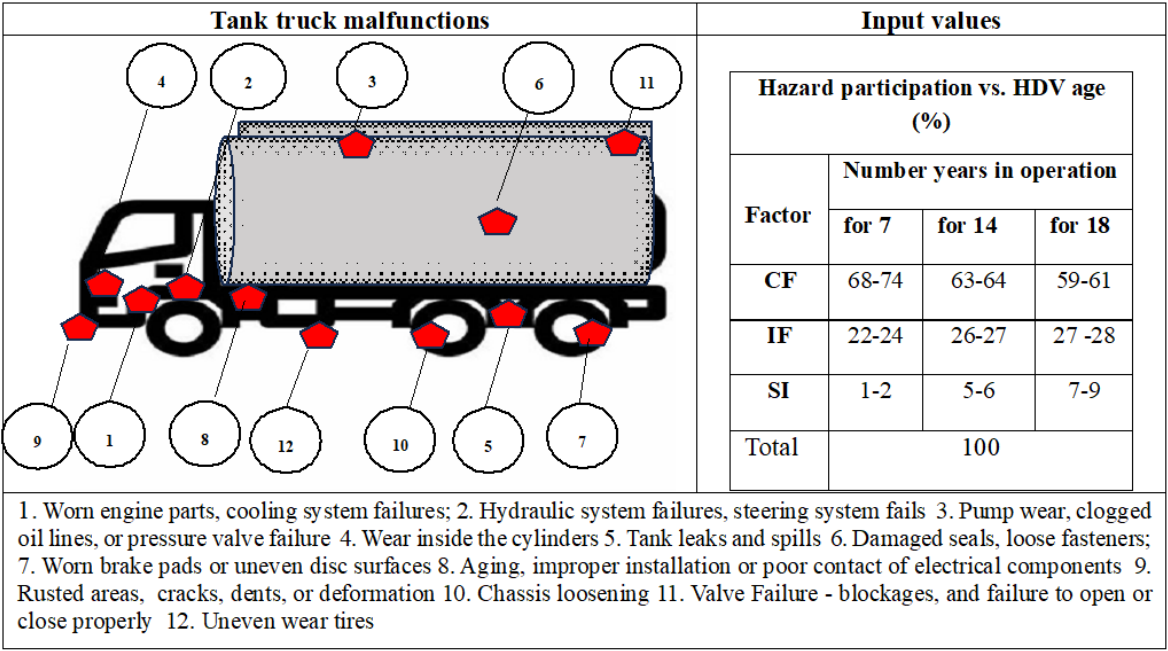 Tank truck malfunctions
Input values
4
2
3
6
11
9
1
8
12
10
5
7
Hazard participation vs. HDV age
(%)
Factor
Number years in operation
for 7
for 14
for 18
CF
68-74
63-64
59-61
IF
22-24
26-27
27 -28
SI
1-2
5-6
7-9
Total
100
1. Worn engine parts, cooling system failures; 2. Hydraulic system failures, steering system fails 3. Pump wear, clogged
oil lines, or pressure valve failure 4. Wear inside the cylinders 5. Tank leaks and spills 6. Damaged seals, loose fasteners;
7. Worn brake pads or uneven disc surfaces 8. Aging, improper installation or poor contact of electrical components 9.
Rusted areas, cracks, dents, or deformation 10. Chassis loosening 11. Valve Failure - blockages, and failure to open or
close properly 12. Uneven wear tires